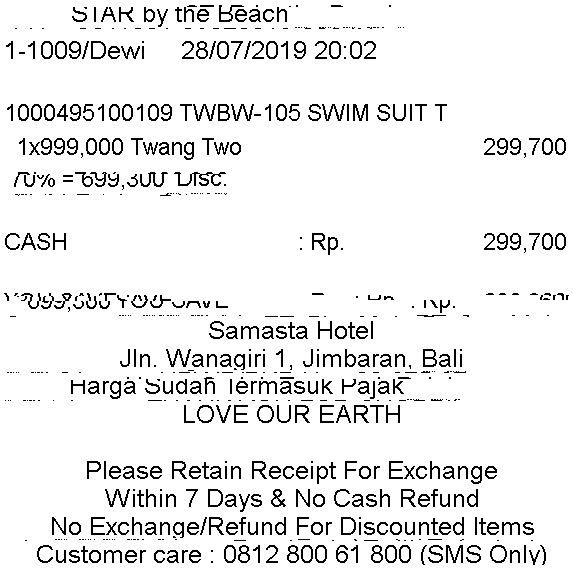 STAR by the Beach
1-1009/Dewi 28/07/2019 20:02
1000495100109 TWBW-105 SWIM SUIT T
1x999,000 Twang Two 299,700
70% = 699,300 Disc.
CASH : Rp. 299,700
Samasta Hotel
Jln. Wanagiri 1, Jimbaran, Bali
Harga Sudah Termasuk Pajak
LOVE OUR EARTH
Please Retain Receipt For Exchange
Within 7 Days & No Cash Refund
No Exchange/Refund For Discounted Items
Customer care : 0812 800 61 800 (SMS Only)